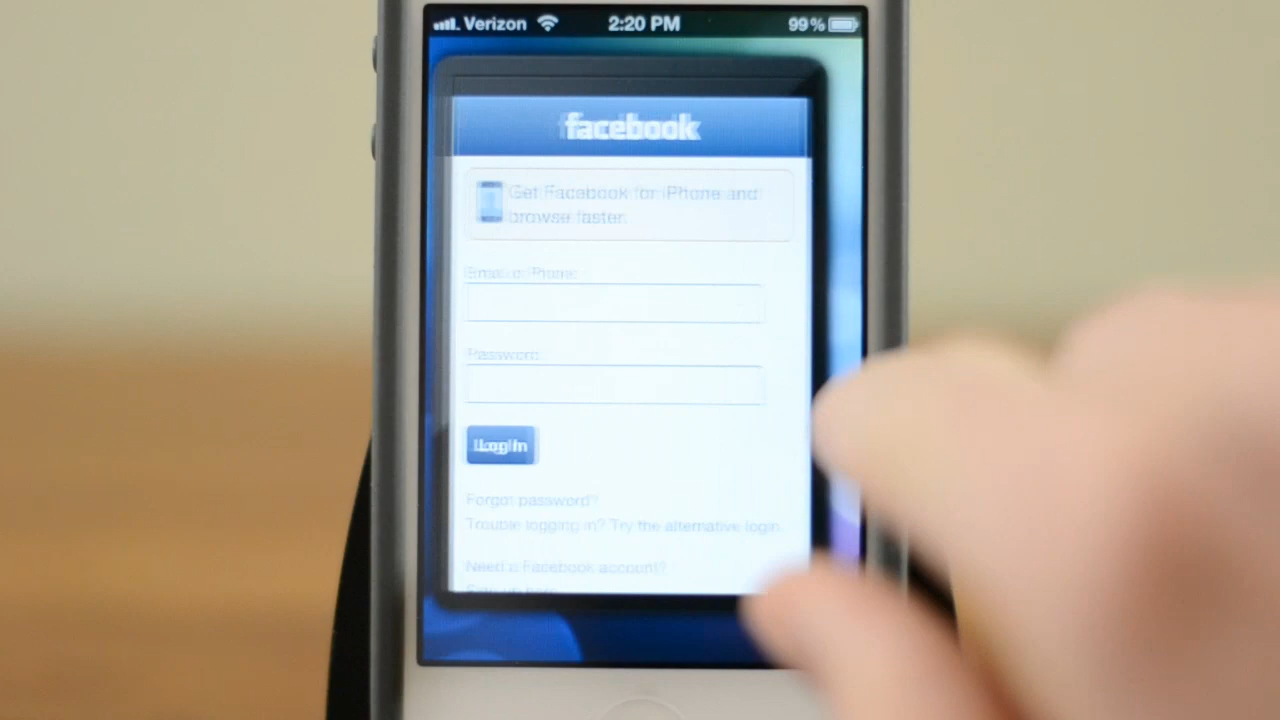 Verizon 2:20 PM 99%
facebook
Get Facebook for iPhone and
browse faster.
Email or Phone:
Password:
Log In
Forgot password?
Trouble logging in? Try the alternative login.
Need a Facebook account?